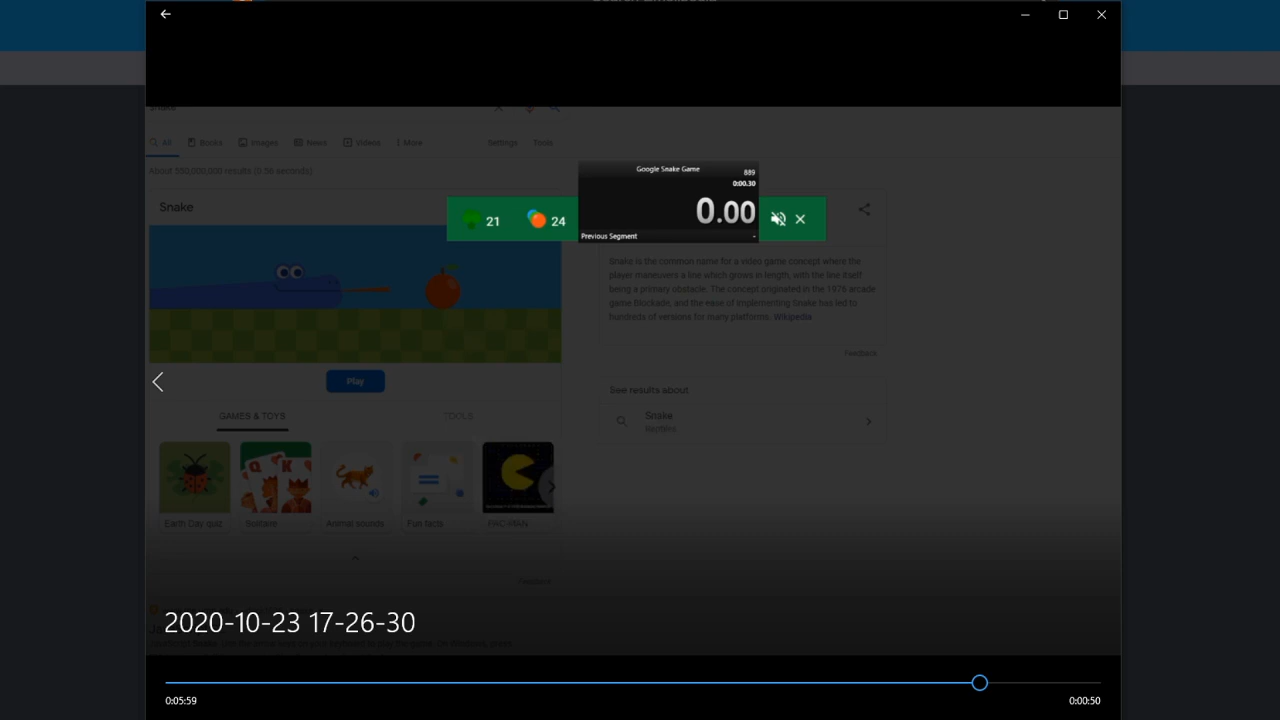 All Books Images News Videos More Settings Tools
About 550,000,000 results (0.56 seconds)
Google Snake Game
889
0:00.30
0.00
Previous Segment -
21 24
Snake
Snake is the common name for a video game concept where the
player maneuvers a line which grows in length, with the line itself
being a primary obstacle. The concept originated in the 1976 arcade
game Blockade, and the ease of implementing Snake has led to
hundreds of versions for many platforms. Wikipedia
Feedback
Play
See results about
Snake
Reptiles
GAMES & TOYS TOOLS
Earth Day quiz Solitaire Animal sounds Fun facts PAC-MAN
Feedback
2020-10-23 17-26-30
0:05:59 0:00:50